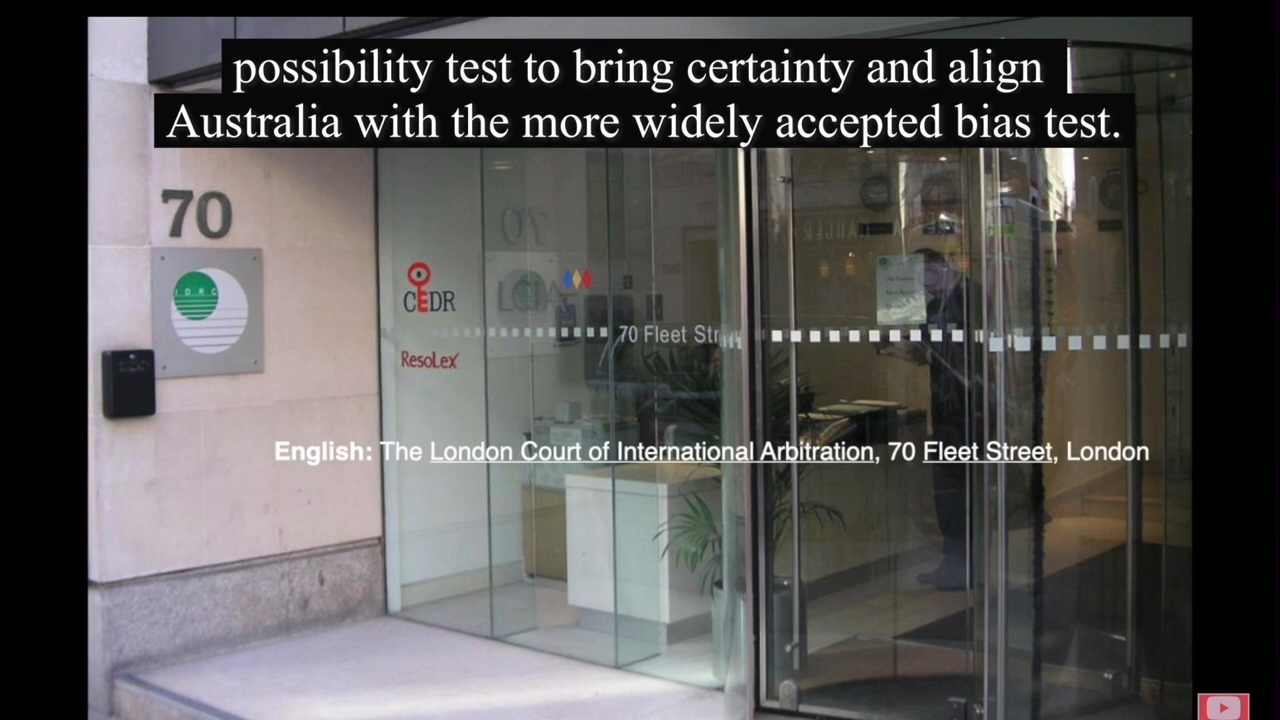 possibility test to bring certainty and align
Australia with the more widely accepted bias test.
70
IDRC
CEDR
LCIA
70 Fleet Str
ResoLex
English: The London Court of International Arbitration, 70 Fleet Street, London